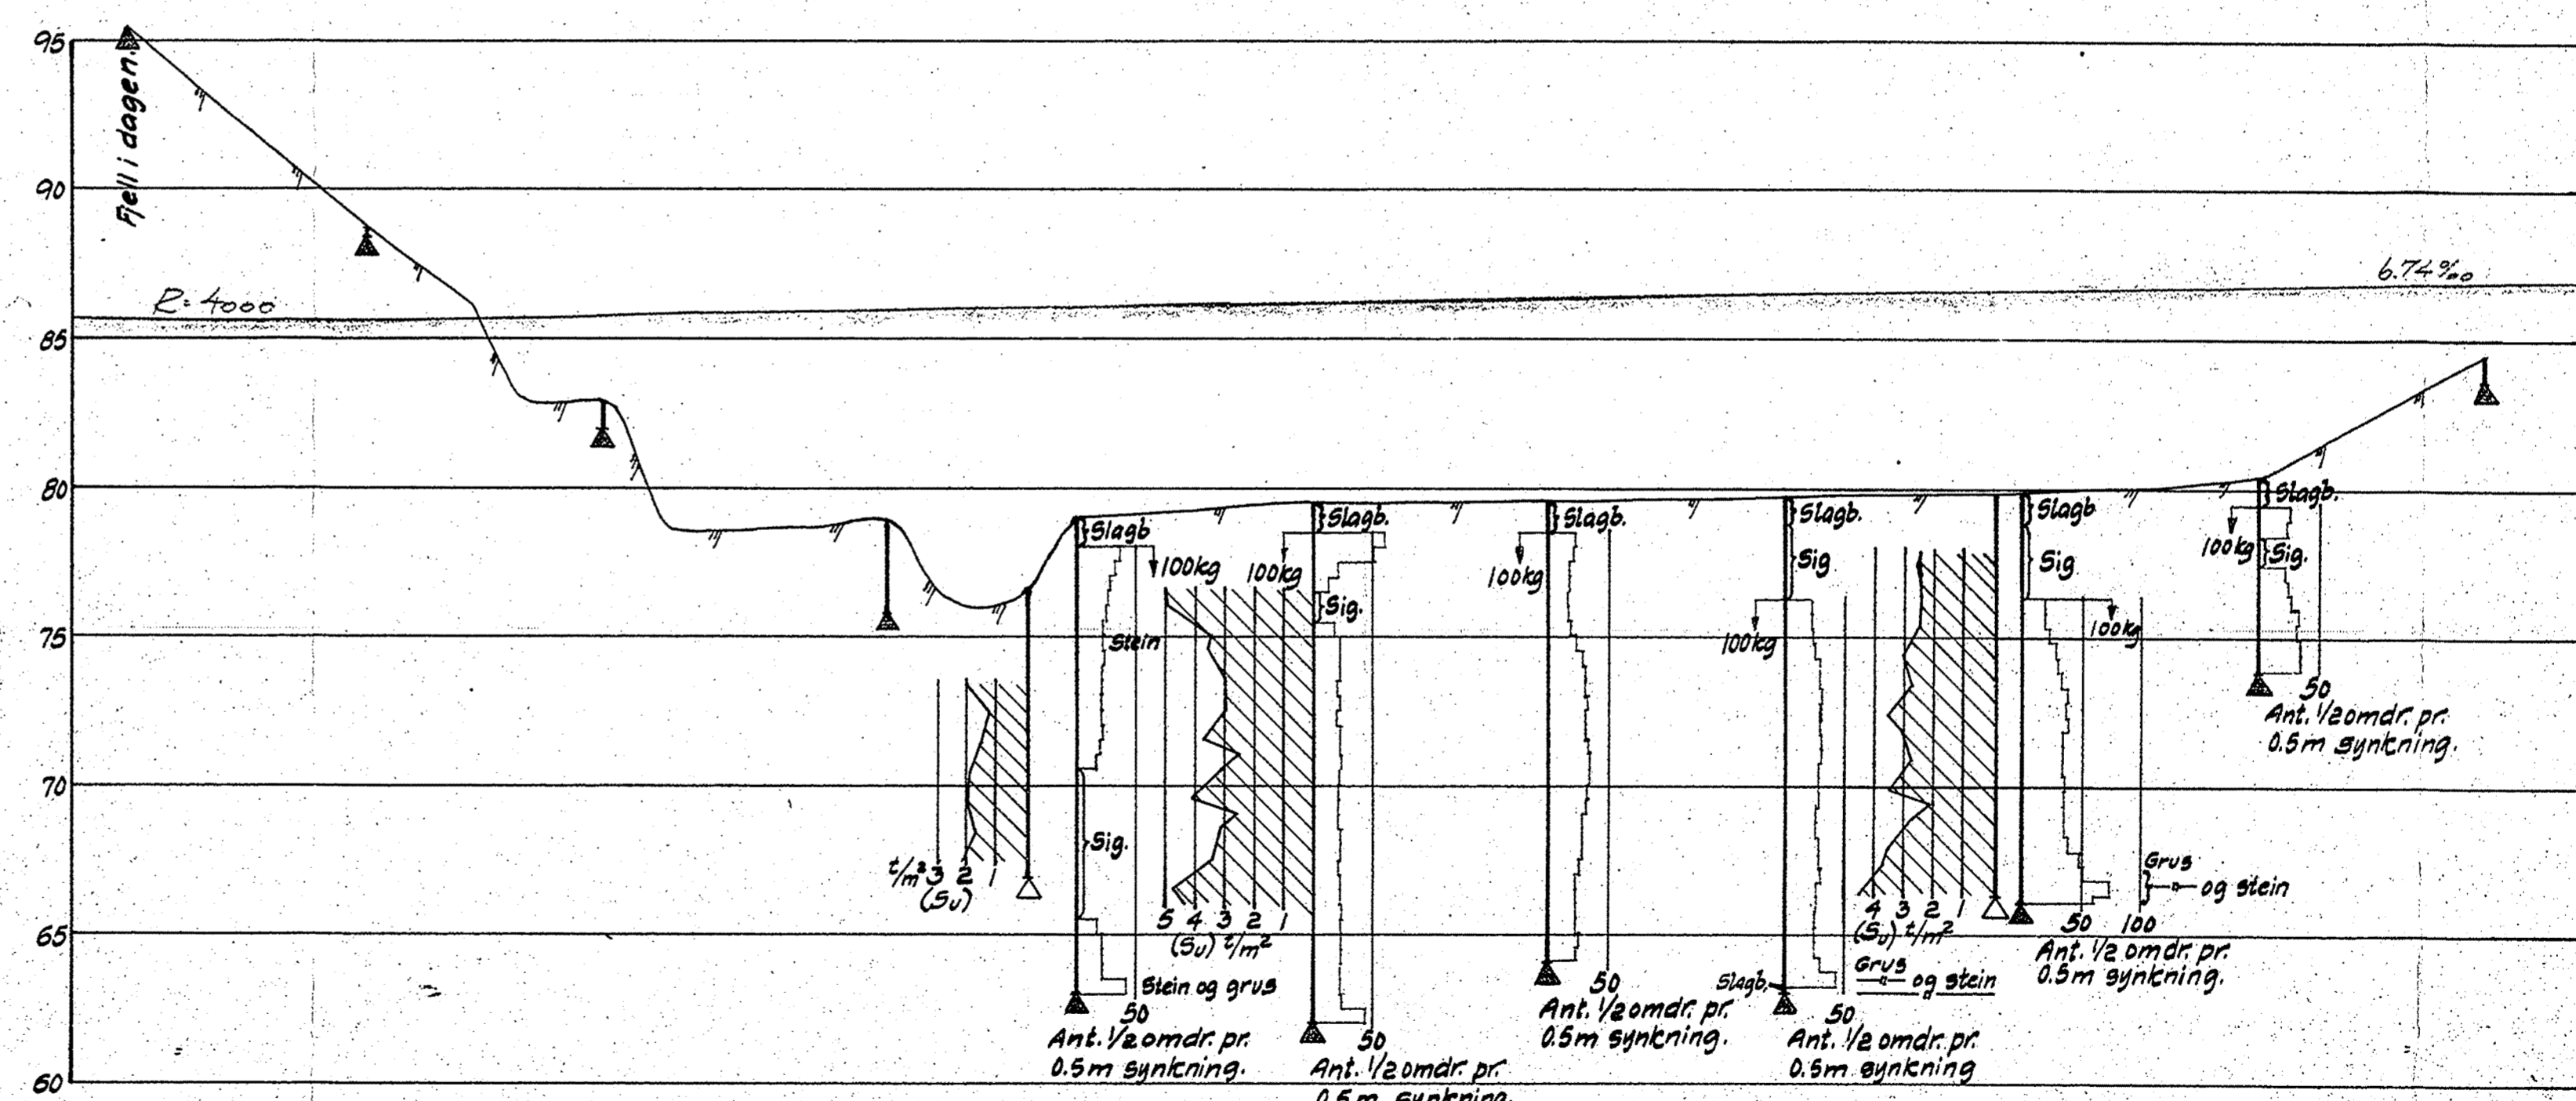 95
Fjell i dagen.
90
R=4000
6.74‰
85
80
75
70
65
60
t/m² 3 2 1
(Su)
Slagb
100kg
Stein
Sig.
Stein og grus
50
Ant. 1/2 omdr. pr.
0.5m synkning.
100kg
Slagb.
Sig.
5 4 3 2 1
(Su) t/m²
50
Ant. 1/2 omdr. pr.
0.5m synkning.
Slagb.
100kg
50
Ant. 1/2 omdr. pr.
0.5m synkning.
Slagb.
Sig
100kg
Slagb.
Grus
og stein
50
Ant. 1/2 omdr. pr.
0.5m synkning
4 3 2 1
(Su) t/m²
Slagb
Sig
100kg
Grus
og stein
50 100
Ant. 1/2 omdr. pr.
0.5m synkning.
Slagb.
100kg
Sig.
50
Ant. 1/2 omdr. pr.
0.5m synkning.